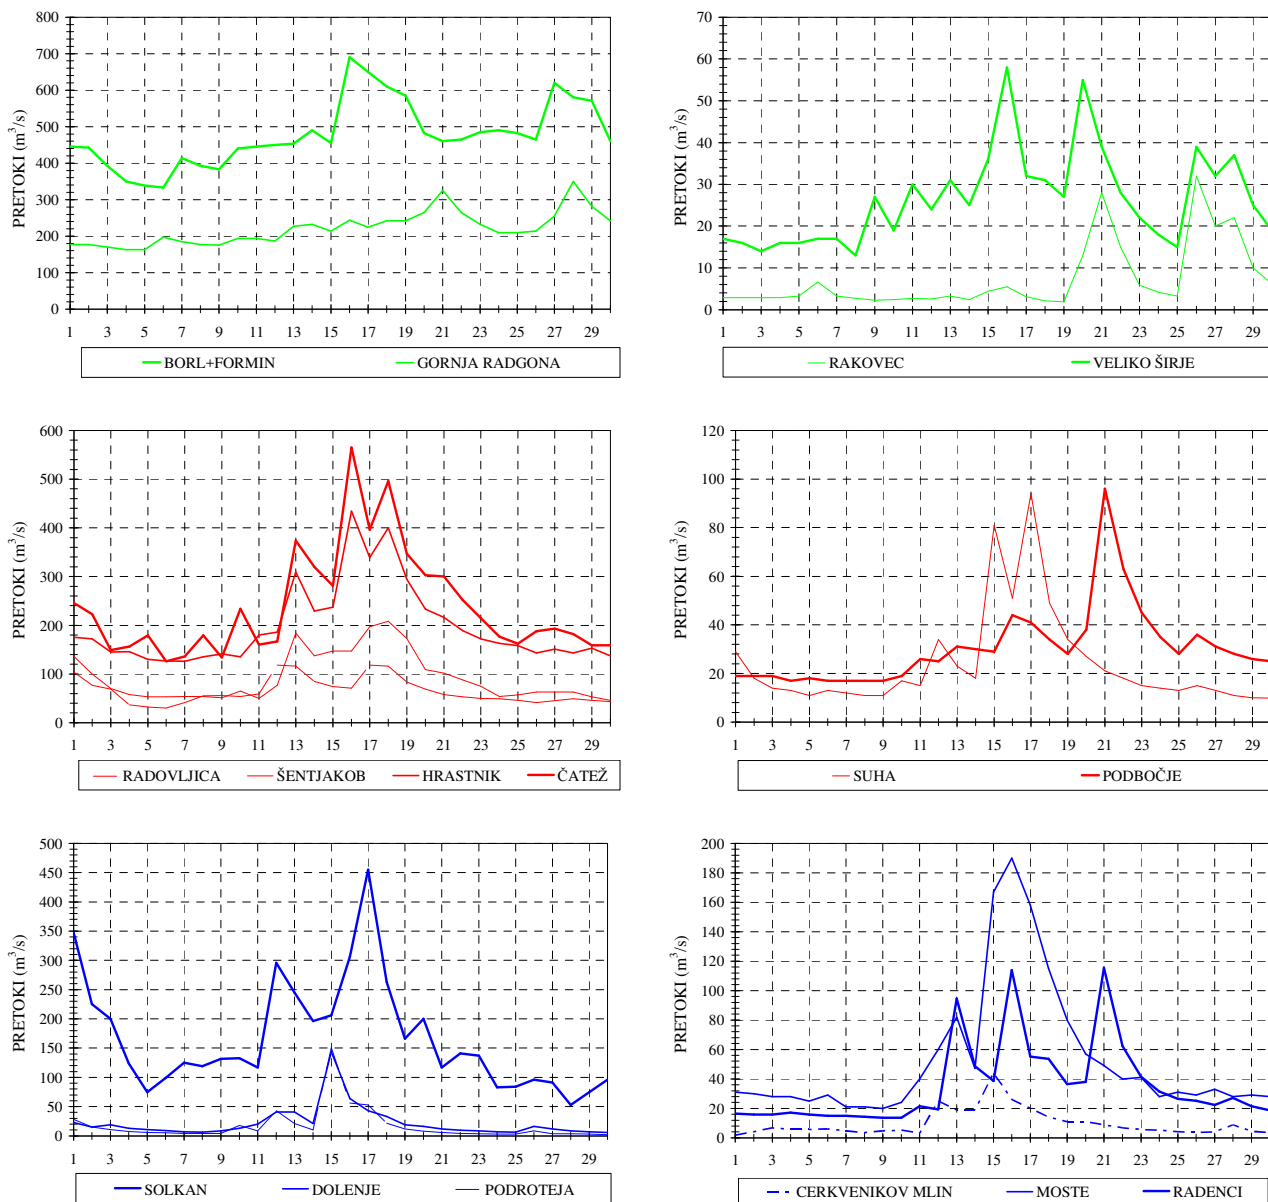 800
700
600
500
400
300
200
100
0
PRETOKI (m³/s)
1 3 5 7 9 11 13 15 17 19 21 23 25 27 29
BORL+FORMIN GORNJA RADGONA
70
60
50
40
30
20
10
0
PRETOKI (m³/s)
1 3 5 7 9 11 13 15 17 19 21 23 25 27 29
RAKOVEC VELIKO ŠIRJE
600
500
400
300
200
100
0
PRETOKI (m³/s)
1 3 5 7 9 11 13 15 17 19 21 23 25 27 29
RADOVLJICA ŠENTJAKOB HRASTNIK ČATEŽ
120
100
80
60
40
20
0
PRETOKI (m³/s)
1 3 5 7 9 11 13 15 17 19 21 23 25 27 29
SUHA PODBOČJE
500
450
400
350
300
250
200
150
100
50
0
PRETOKI (m³/s)
1 3 5 7 9 11 13 15 17 19 21 23 25 27 29
SOLKAN DOLENJE PODROTEJA
200
180
160
140
120
100
80
60
40
20
0
PRETOKI (m³/s)
1 3 5 7 9 11 13 15 17 19 21 23 25 27 29
CERKVENIKOV MLIN MOSTE RADENCI